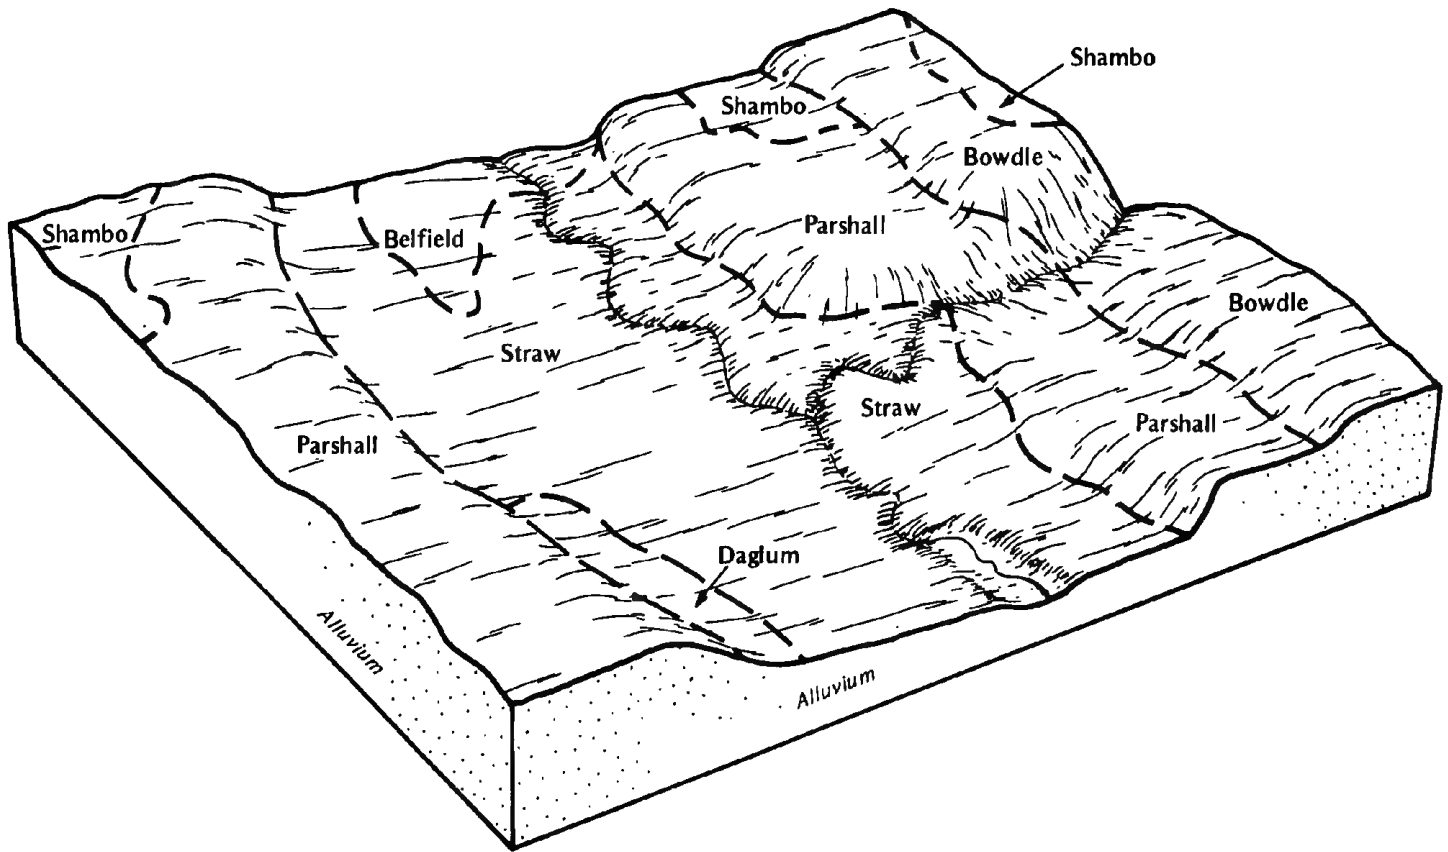 Shambo
Shambo
Bowdle
Parshall
Shambo
Belfield
Bowdle
Straw
Straw
Parshall
Parshall
Daglum
Alluvium
Alluvium